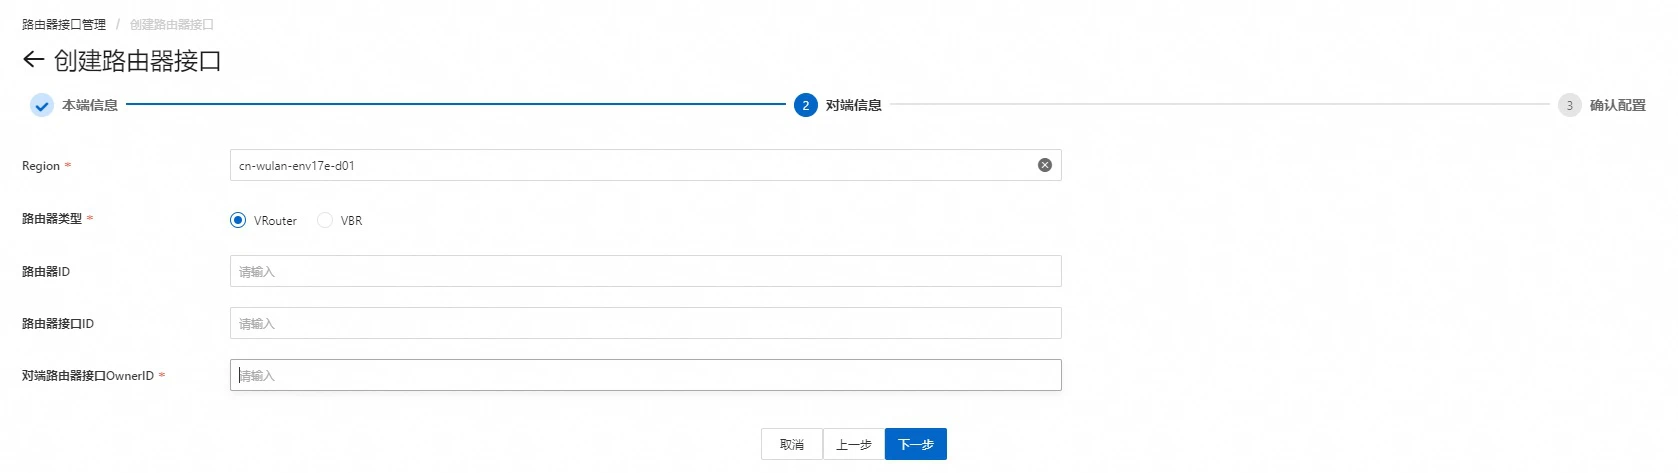 路由器接口管理 / 创建路由器接口
← 创建路由器接口
本端信息 2 对端信息 3 确认配置
Region * cn-wulan-env17e-d01
路由器类型 * VRouter VBR
路由器ID 请输入
路由器接口ID 请输入
对端路由器接口OwnerID * 请输入
取消 上一步 下一步